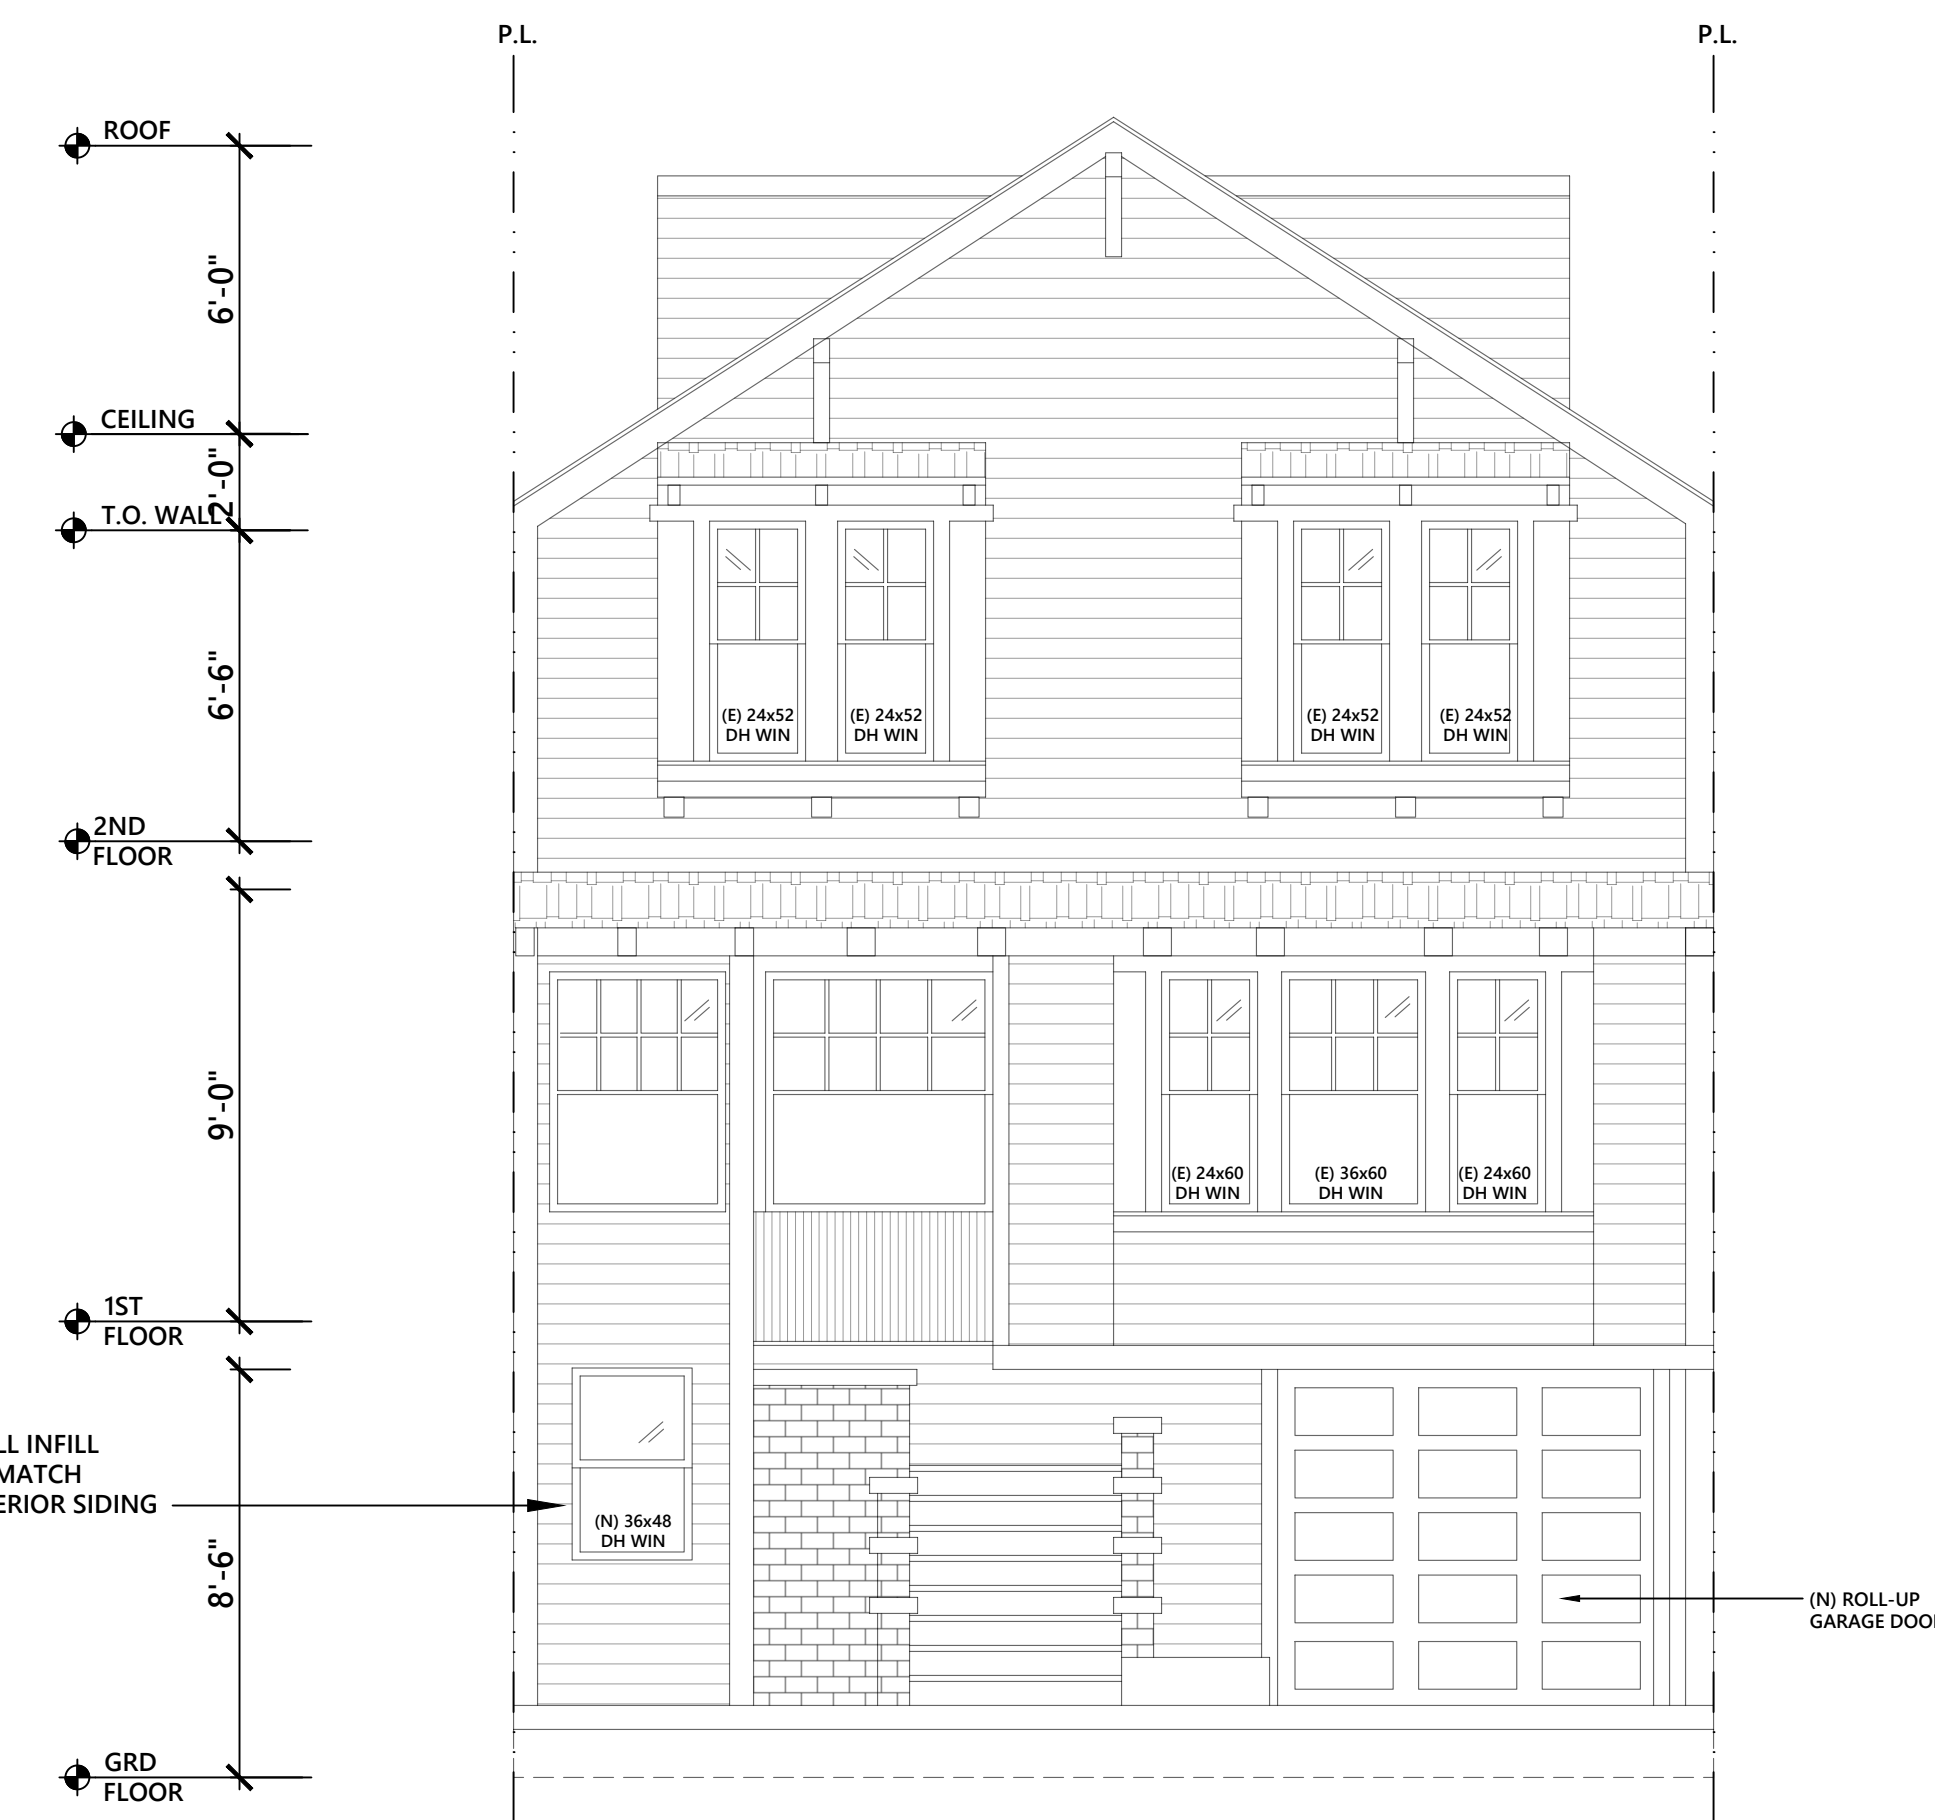 P.L.
P.L.
ROOF
6'-0"
CEILING
2'-0"
T.O. WALL
6'-6"
(E) 24x52
DH WIN
(E) 24x52
DH WIN
(E) 24x52
DH WIN
(E) 24x52
DH WIN
2ND
FLOOR
9'-0"
(E) 24x60
DH WIN
(E) 36x60
DH WIN
(E) 24x60
DH WIN
1ST
FLOOR
LL INFILL
MATCH
ERIOR SIDING
(N) 36x48
DH WIN
8'-6"
(N) ROLL-UP
GARAGE DOO
GRD
FLOOR